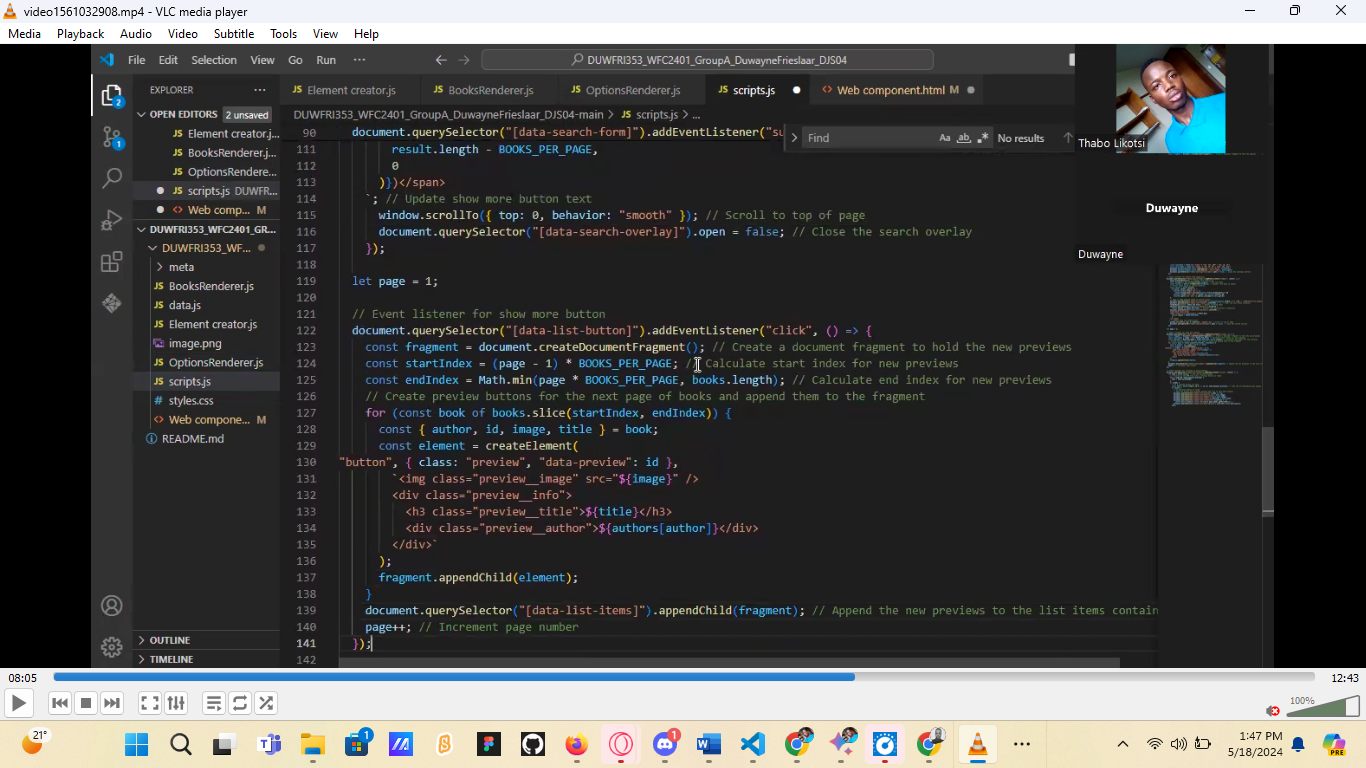 video1561032908.mp4 - VLC media player
Media Playback Audio Video Subtitle Tools View Help
File Edit Selection View Go Run ···
DUWFRI353_WFC2401_GroupA_DuwayneFrieslaar_DJS04
EXPLORER
JS Element creator.js
JS BooksRenderer.js
JS OptionsRenderer.js
JS scripts.js
<> Web component.html M
OPEN EDITORS 2 unsaved
JS Element creator.j...
JS BooksRenderer.j...
JS OptionsRendere...
JS scripts.js DUWFR...
<> Web comp... M
DUWFRI353_WFC2401_GR...
DUWFRI353_WF...
meta
JS BooksRenderer.js
JS data.js
JS Element creator.js
image.png
JS OptionsRenderer.js
JS scripts.js
# styles.css
<> Web compone... M
README.md
OUTLINE
TIMELINE
DUWFRI353_WFC2401_GroupA_DuwayneFrieslaar_DJS04-main > JS scripts.js > ...
Find Aa ab No results
90 document.querySelector("[data-search-form]").addEventListener("su
111 result.length - BOOKS_PER_PAGE,
112 0
113 )})</span>
114 `; // Update show more button text
115 window.scrollTo({ top: 0, behavior: "smooth" }); // Scroll to top of page
116 document.querySelector("[data-search-overlay]").open = false; // Close the search overlay
117 });
118
119 let page = 1;
120
121 // Event listener for show more button
122 document.querySelector("[data-list-button]").addEventListener("click", () => {
123 const fragment = document.createDocumentFragment(); // Create a document fragment to hold the new previews
124 const startIndex = (page - 1) * BOOKS_PER_PAGE; // Calculate start index for new previews
125 const endIndex = Math.min(page * BOOKS_PER_PAGE, books.length); // Calculate end index for new previews
126 // Create preview buttons for the next page of books and append them to the fragment
127 for (const book of books.slice(startIndex, endIndex)) {
128 const { author, id, image, title } = book;
129 const element = createElement(
130 "button", { class: "preview", "data-preview": id },
131 `<img class="preview__image" src="${image}" />
132 <div class="preview__info">
133 <h3 class="preview__title">${title}</h3>
134 <div class="preview__author">${authors[author]}</div>
135 </div>`
136 );
137 fragment.appendChild(element);
138 }
139 document.querySelector("[data-list-items]").appendChild(fragment); // Append the new previews to the list items contain
140 page++; // Increment page number
141 });
142
Thabo Likotsi
Duwayne
Duwayne
08:05
12:43
100%
21°
1:47 PM
5/18/2024